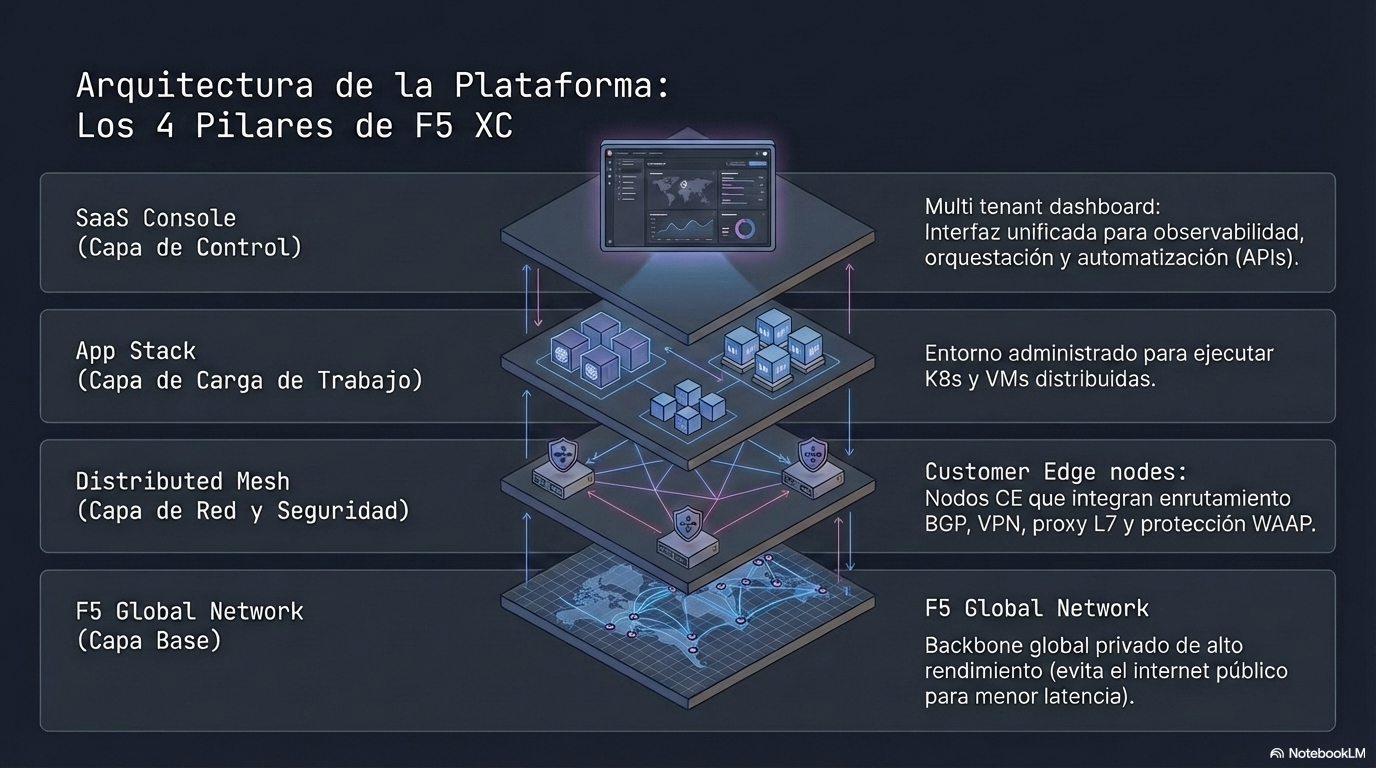 Arquitectura de la Plataforma:
Los 4 Pilares de F5 XC
SaaS Console
(Capa de Control)
Multi tenant dashboard:
Interfaz unificada para observabilidad,
orquestación y automatización (APIs).
App Stack
(Capa de Carga de Trabajo)
Entorno administrado para ejecutar
K8s y VMs distribuidas.
Distributed Mesh
(Capa de Red y Seguridad)
Customer Edge nodes:
Nodos CE que integran enrutamiento
BGP, VPN, proxy L7 y protección WAAP.
F5 Global Network
(Capa Base)
F5 Global Network
Backbone global privado de alto
rendimiento (evita el internet público
para menor latencia).
NotebookLM